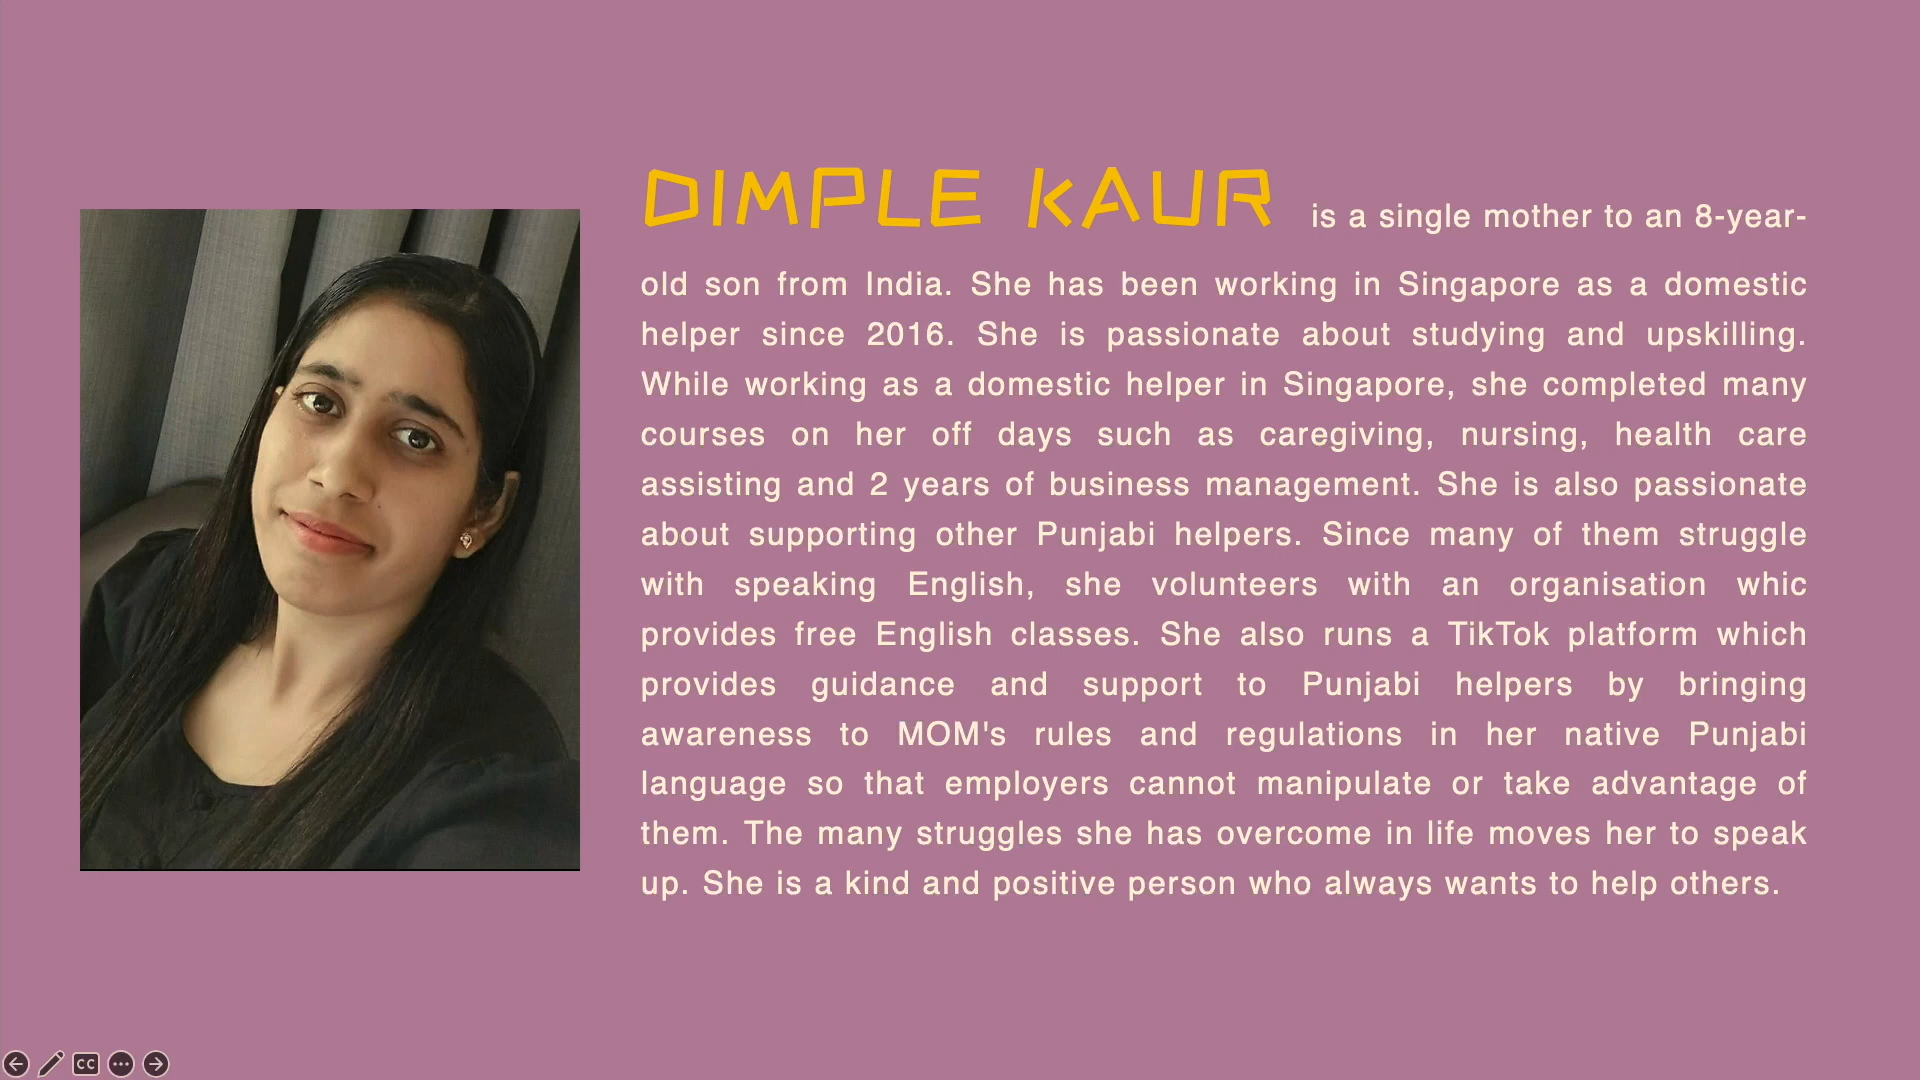 DIMPLE KAUR is a single mother to an 8-year-
old son from India. She has been working in Singapore as a domestic
helper since 2016. She is passionate about studying and upskilling.
While working as a domestic helper in Singapore, she completed many
courses on her off days such as caregiving, nursing, health care
assisting and 2 years of business management. She is also passionate
about supporting other Punjabi helpers. Since many of them struggle
with speaking English, she volunteers with an organisation whic
provides free English classes. She also runs a TikTok platform which
provides guidance and support to Punjabi helpers by bringing
awareness to MOM's rules and regulations in her native Punjabi
language so that employers cannot manipulate or take advantage of
them. The many struggles she has overcome in life moves her to speak
up. She is a kind and positive person who always wants to help others.
CC